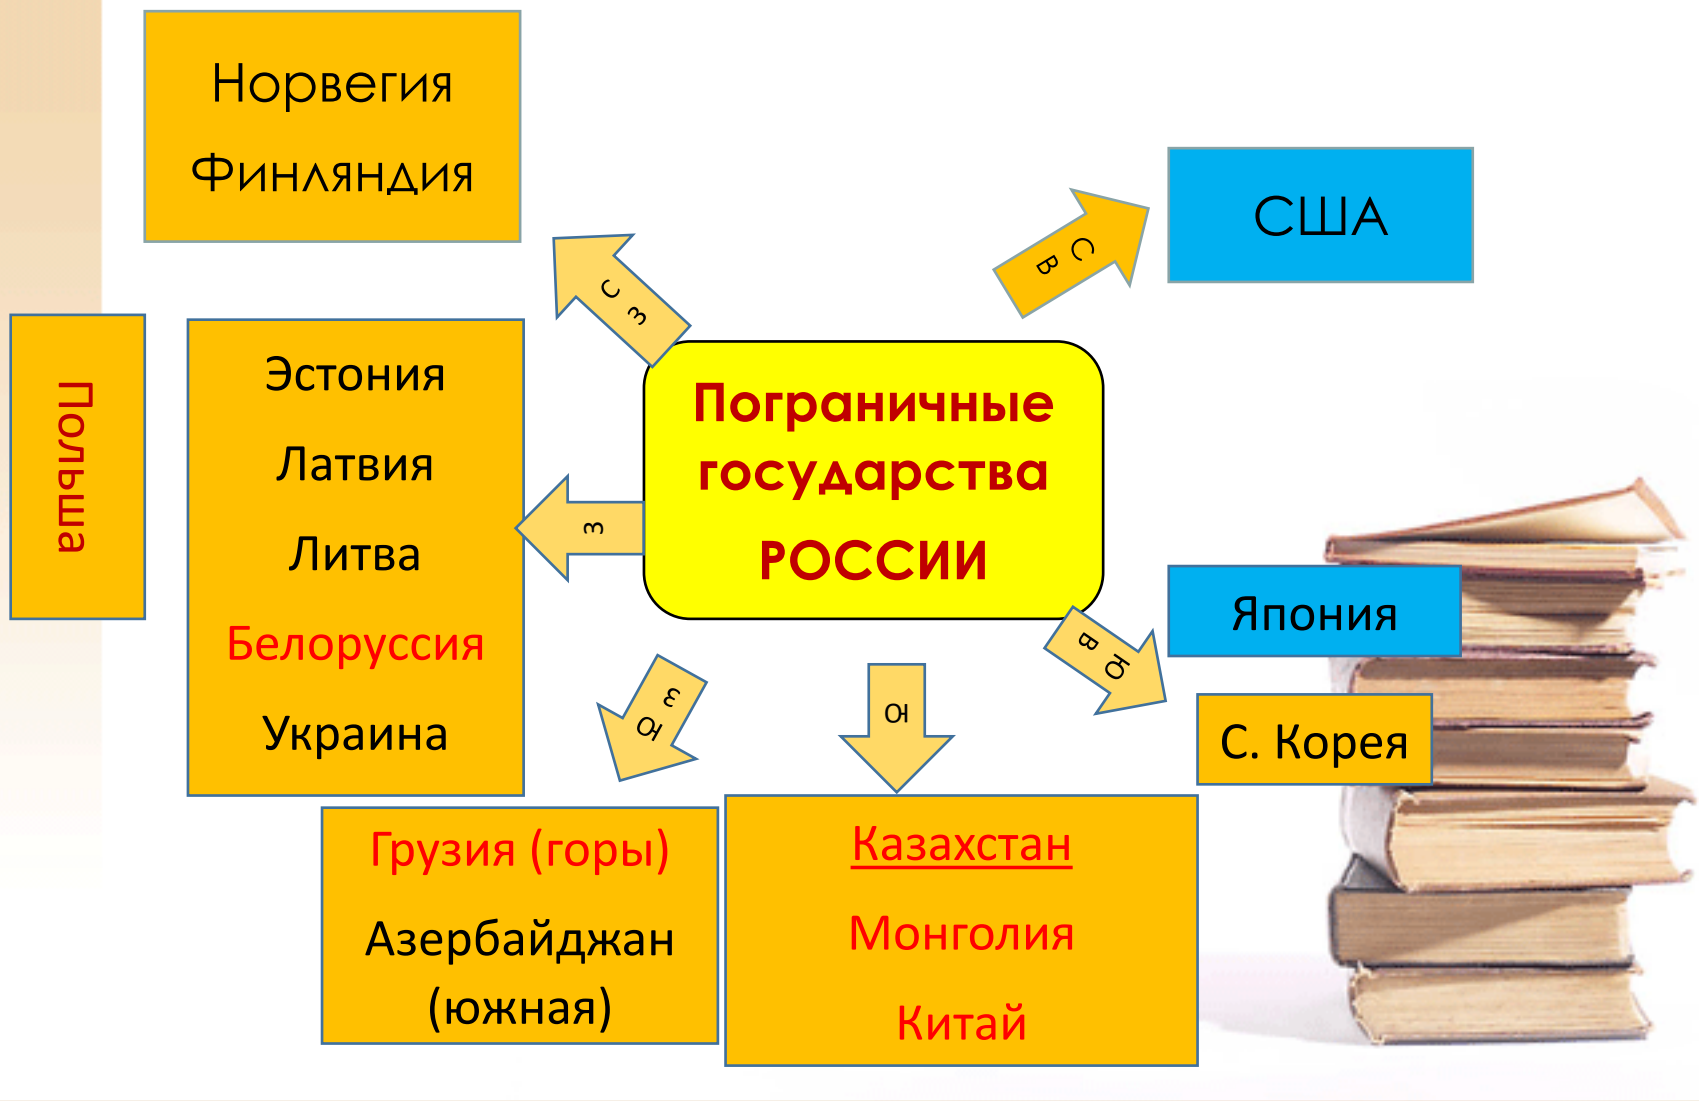 Норвегия
Финляндия
США
С
В
С
З
Пограничные
государства
РОССИИ
Польша
Эстония
Латвия
Литва
Белоруссия
Украина
З
Ю
З
Ю
Ю
В
Япония
С. Корея
Грузия (горы)
Азербайджан
(южная)
Казахстан
Монголия
Китай